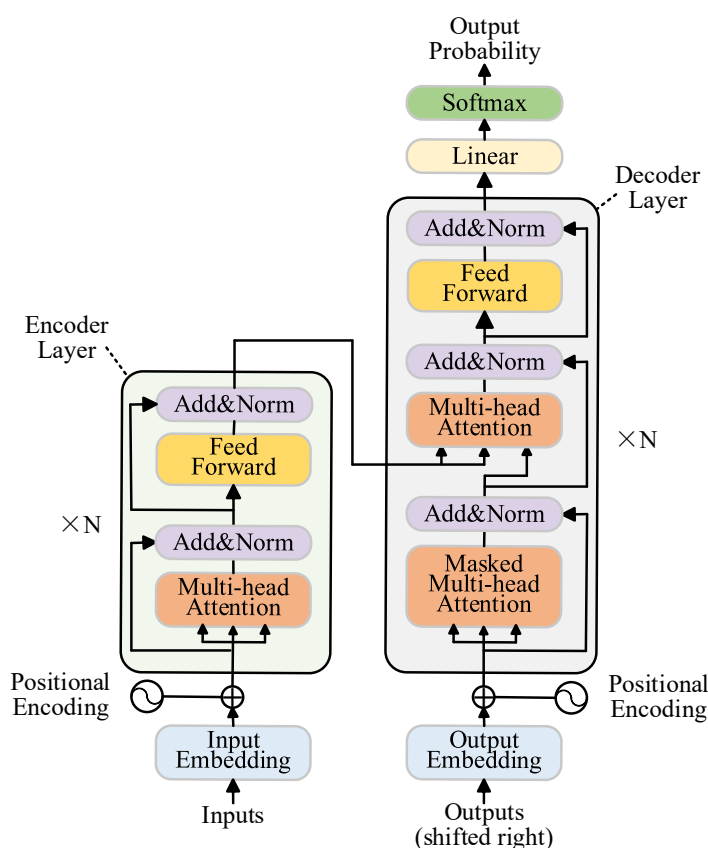 Output
Probability
Softmax
Linear
Decoder
Layer
Add&Norm
Feed
Forward
Add&Norm
Multi-head
Attention
×N
Add&Norm
Masked
Multi-head
Attention
Encoder
Layer
Add&Norm
Feed
Forward
×N
Add&Norm
Multi-head
Attention
Positional
Encoding
Positional
Encoding
Input
Embedding
Output
Embedding
Inputs
Outputs
(shifted right)